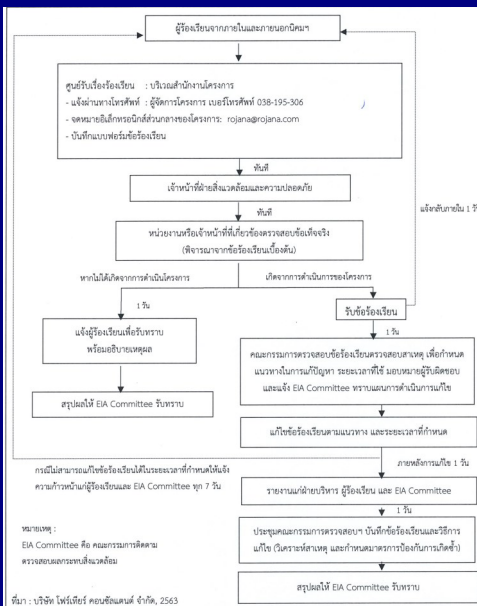 ผู้ร้องเรียนจากภายในและภายนอกนิคมฯ
ศูนย์รับเรื่องร้องเรียน : บริเวณสำนักงานโครงการ
- แจ้งผ่านทางโทรศัพท์ : ผู้จัดการโครงการ เบอร์โทรศัพท์ 038-195-306
- จดหมายอิเล็กทรอนิกส์ส่วนกลางของโครงการ: rojana@rojana.com
- บันทึกแบบฟอร์มข้อร้องเรียน
ทันที
เจ้าหน้าที่ฝ่ายสิ่งแวดล้อมและความปลอดภัย
ทันที
แจ้งกลับภายใน 1 วัน
หน่วยงานหรือเจ้าหน้าที่ที่เกี่ยวข้องตรวจสอบข้อเท็จจริง
(พิจารณาจากข้อร้องเรียนเบื้องต้น)
หากไม่ได้เกิดจากการดำเนินโครงการ
เกิดจากการดำเนินการของโครงการ
1 วัน
รับข้อร้องเรียน
แจ้งผู้ร้องเรียนเพื่อรับทราบ
พร้อมอธิบายเหตุผล
1 วัน
คณะกรรมการตรวจสอบข้อร้องเรียนตรวจสอบสาเหตุ เพื่อกำหนด
แนวทางในการแก้ปัญหา ระยะเวลาที่ใช้ มอบหมายผู้รับผิดชอบ
และแจ้ง EIA Committee ทราบแผนการดำเนินการแก้ไข
สรุปผลให้ EIA Committee รับทราบ
แก้ไขข้อร้องเรียนตามแนวทาง และระยะเวลาที่กำหนด
กรณีไม่สามารถแก้ไขข้อร้องเรียนได้ในระยะเวลาที่กำหนดให้แจ้ง
ความก้าวหน้าแก่ผู้ร้องเรียนและ EIA Committee ทุก 7 วัน
ภายหลังการแก้ไข 1 วัน
รายงานแก่ฝ่ายบริหาร ผู้ร้องเรียน และ EIA Committee
1 วัน
หมายเหตุ :
EIA Committee คือ คณะกรรมการติดตาม
ตรวจสอบผลกระทบสิ่งแวดล้อม
ประชุมคณะกรรมการตรวจสอบฯ บันทึกข้อร้องเรียนและวิธีการ
แก้ไข (วิเคราะห์สาเหตุ และกำหนดมาตรการป้องกันการเกิดซ้ำ)
สรุปผลให้ EIA Committee รับทราบ
ที่มา : บริษัท โฟร์เทียร์ คอนซัลแตนต์ จำกัด, 2563